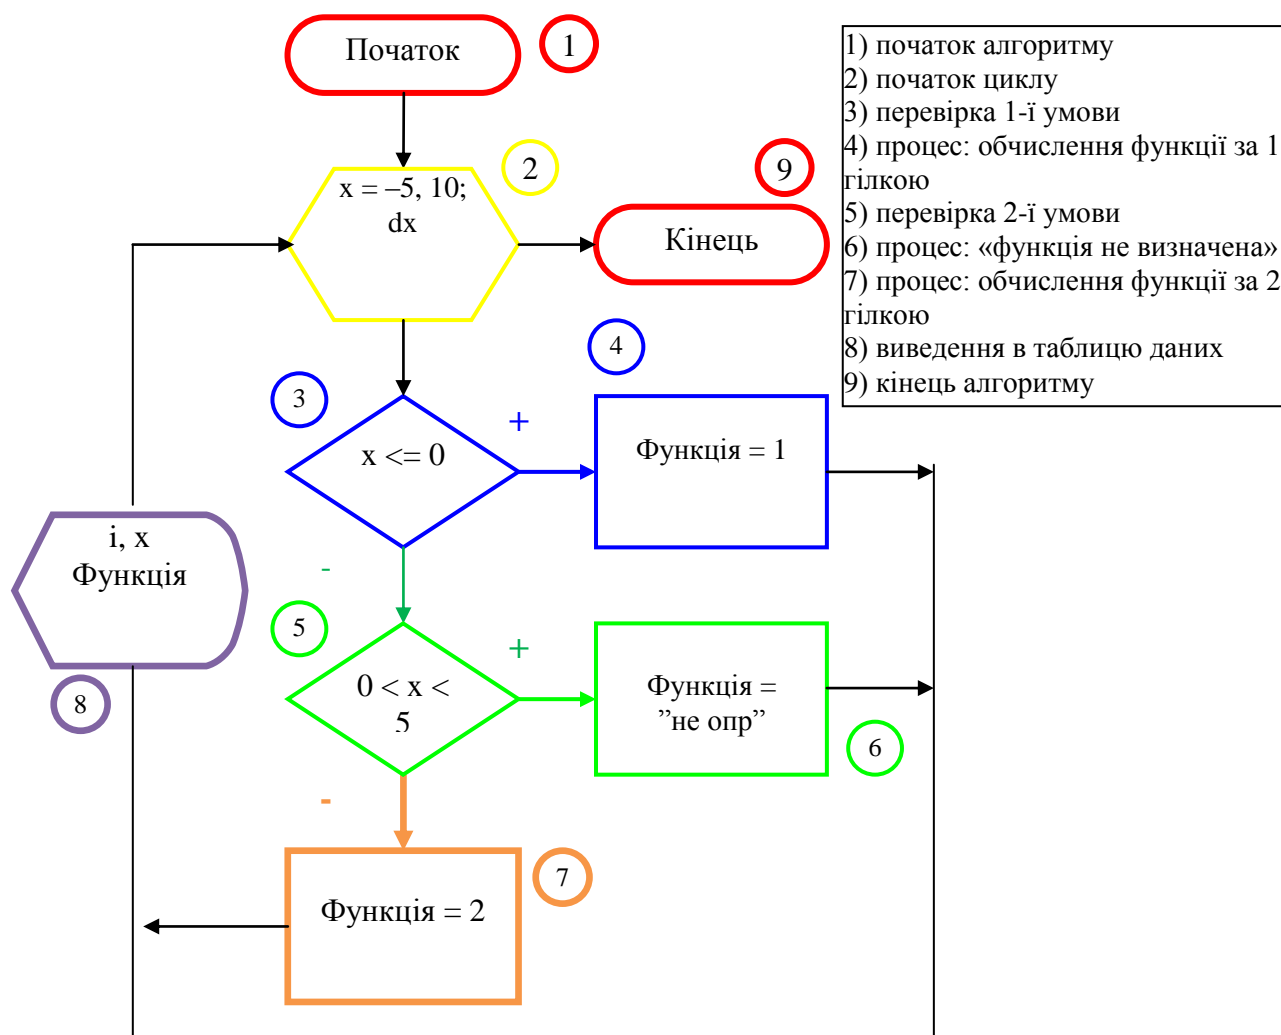 Початок
1
1) початок алгоритму
2) початок циклу
3) перевірка 1-ї умови
4) процес: обчислення функції за 1
гілкою
5) перевірка 2-ї умови
6) процес: «функція не визначена»
7) процес: обчислення функції за 2
гілкою
8) виведення в таблицю даних
9) кінець алгоритму
2
x = –5, 10;
dx
9
Кінець
3
x <= 0
+
4
Функція = 1
-
i, x
Функція
8
5
0 < x <
5
+
Функція =
”не опр”
6
-
7
Функція = 2